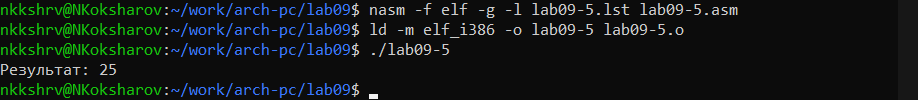 nkkshrv@NKoksharov:~/work/arch-pc/lab09$ nasm -f elf -g -l lab09-5.lst lab09-5.asm
nkkshrv@NKoksharov:~/work/arch-pc/lab09$ ld -m elf_i386 -o lab09-5 lab09-5.o
nkkshrv@NKoksharov:~/work/arch-pc/lab09$ ./lab09-5
Результат: 25
nkkshrv@NKoksharov:~/work/arch-pc/lab09$